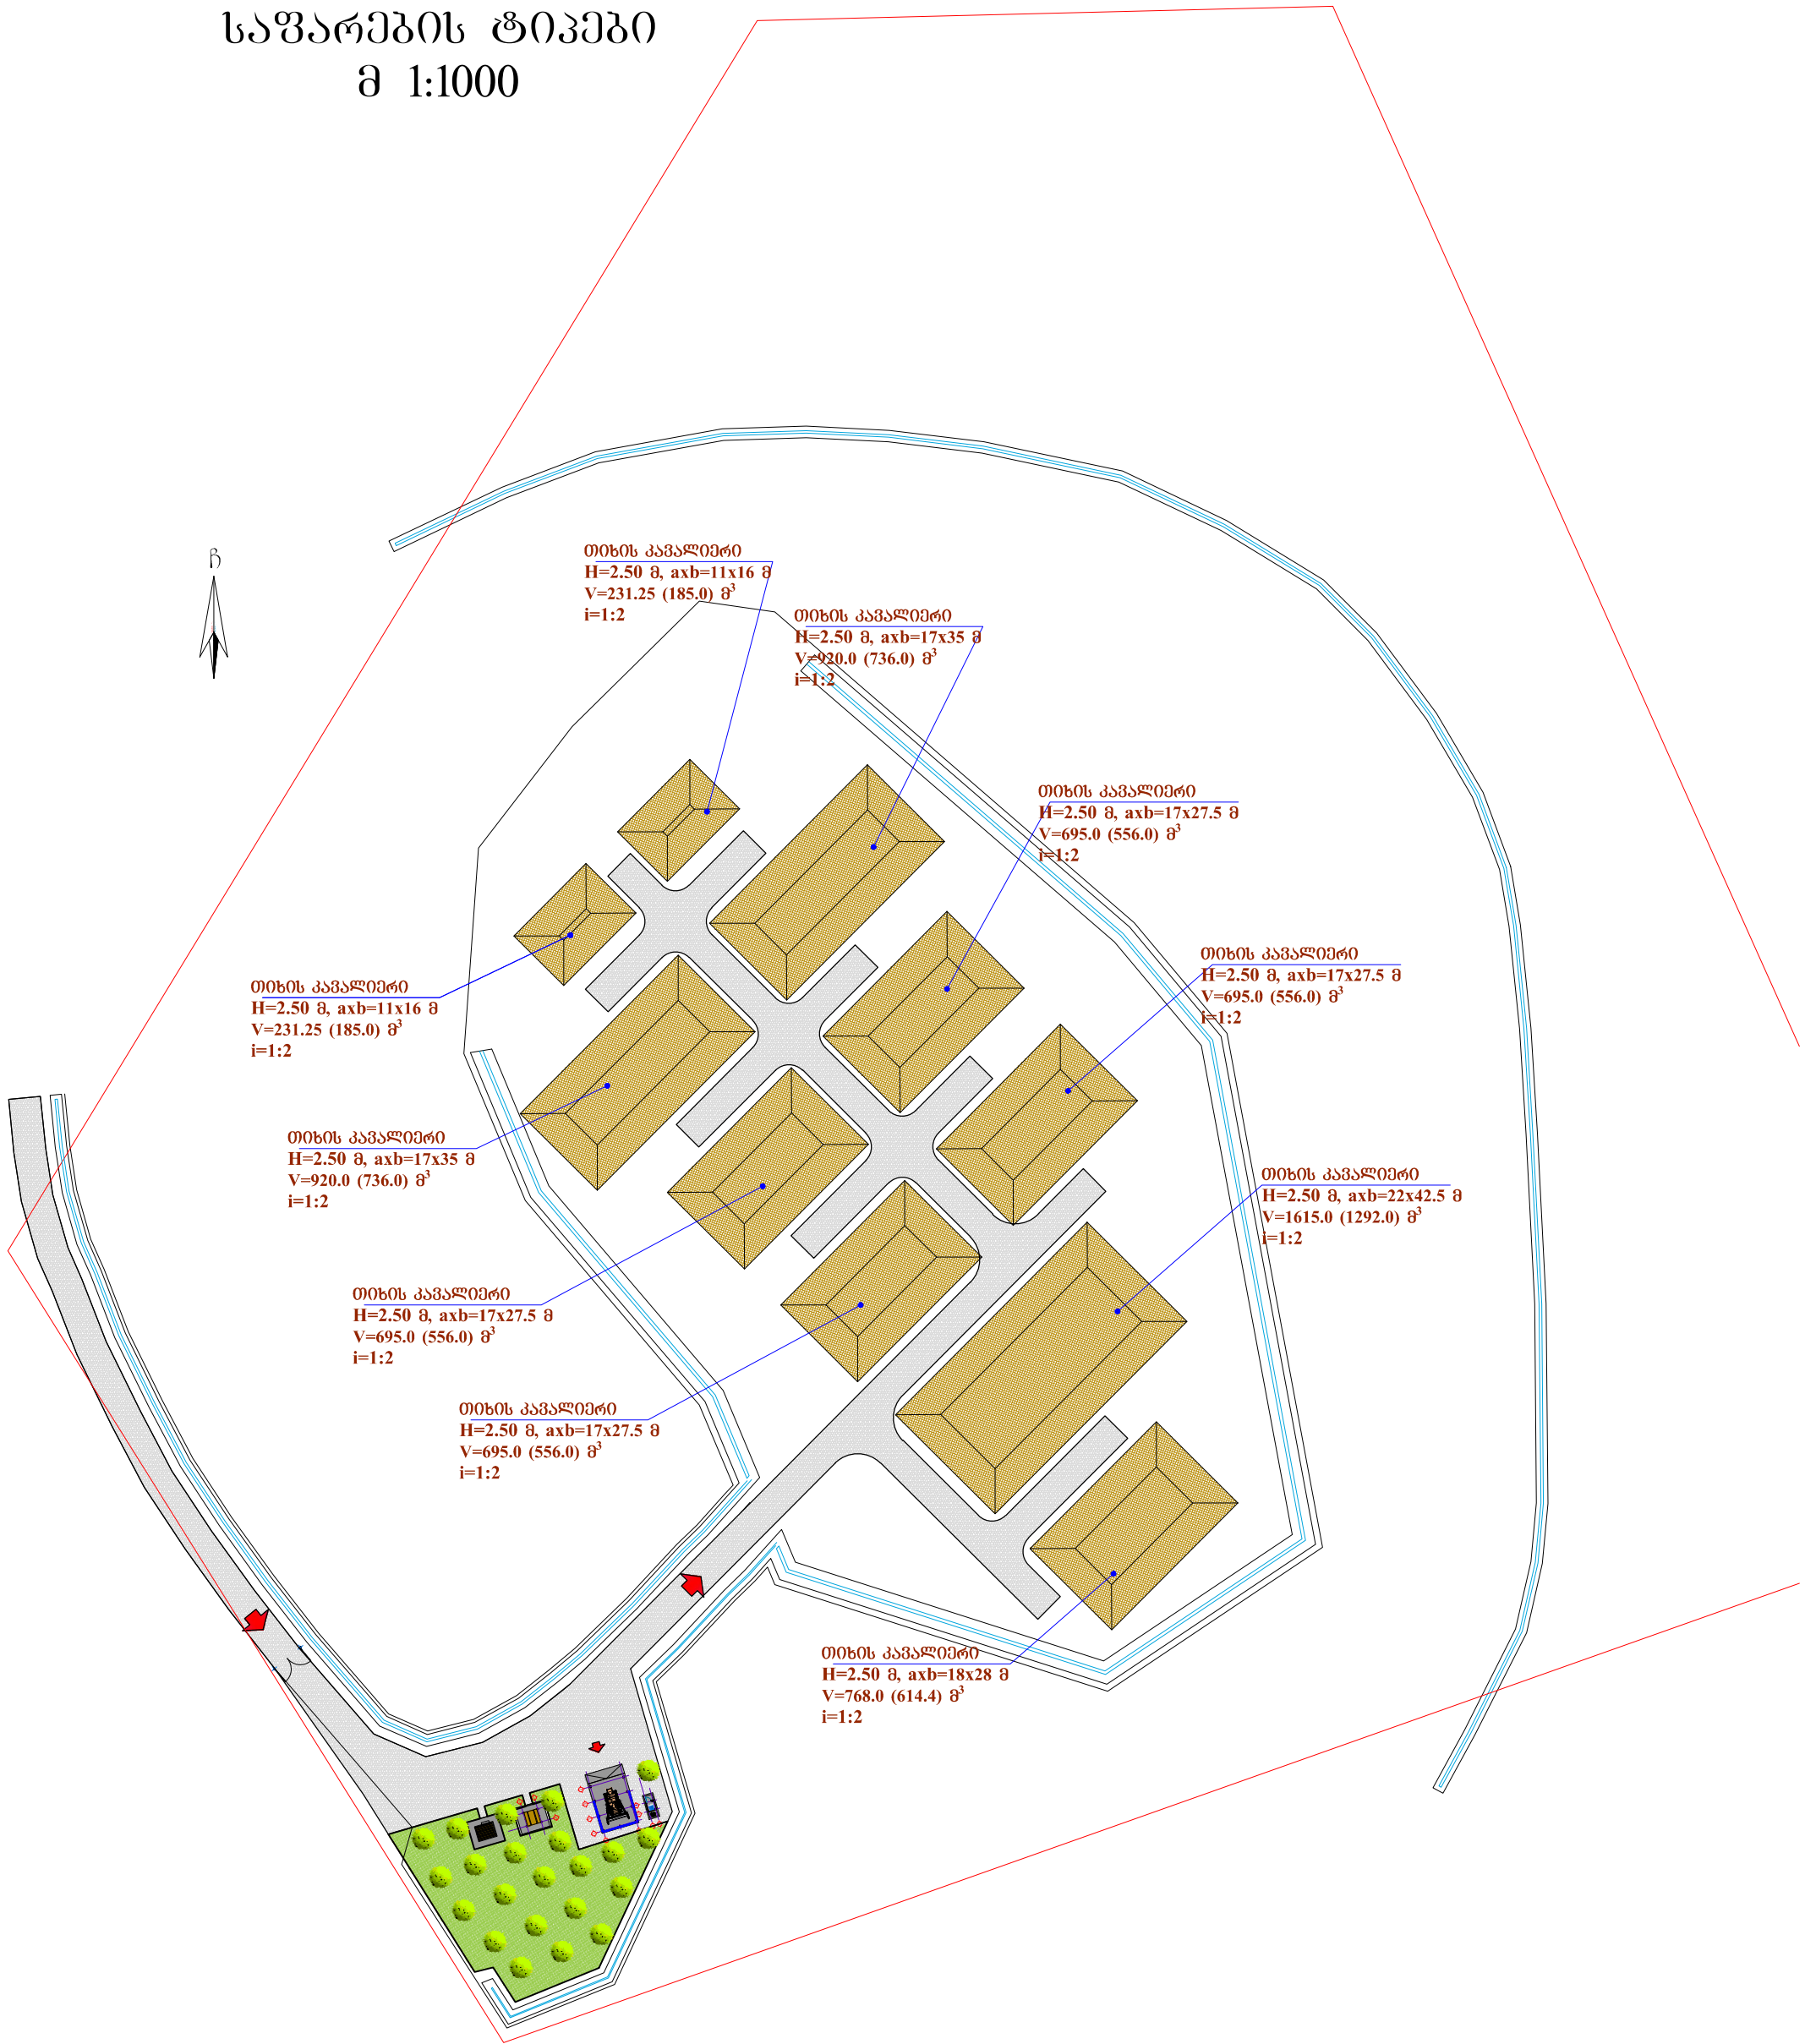 საფარების ტიპები
მ 1:1000
ჩ
თიხის კავალიერი
H=2.50 მ, axb=11x16 მ
V=231.25 (185.0) მ³
i=1:2
თიხის კავალიერი
H=2.50 მ, axb=17x35 მ
V=920.0 (736.0) მ³
i=1:2
თიხის კავალიერი
H=2.50 მ, axb=17x27.5 მ
V=695.0 (556.0) მ³
i=1:2
თიხის კავალიერი
H=2.50 მ, axb=17x27.5 მ
V=695.0 (556.0) მ³
i=1:2
თიხის კავალიერი
H=2.50 მ, axb=11x16 მ
V=231.25 (185.0) მ³
i=1:2
თიხის კავალიერი
H=2.50 მ, axb=17x35 მ
V=920.0 (736.0) მ³
i=1:2
თიხის კავალიერი
H=2.50 მ, axb=22x42.5 მ
V=1615.0 (1292.0) მ³
i=1:2
თიხის კავალიერი
H=2.50 მ, axb=17x27.5 მ
V=695.0 (556.0) მ³
i=1:2
თიხის კავალიერი
H=2.50 მ, axb=17x27.5 მ
V=695.0 (556.0) მ³
i=1:2
თიხის კავალიერი
H=2.50 მ, axb=18x28 მ
V=768.0 (614.4) მ³
i=1:2